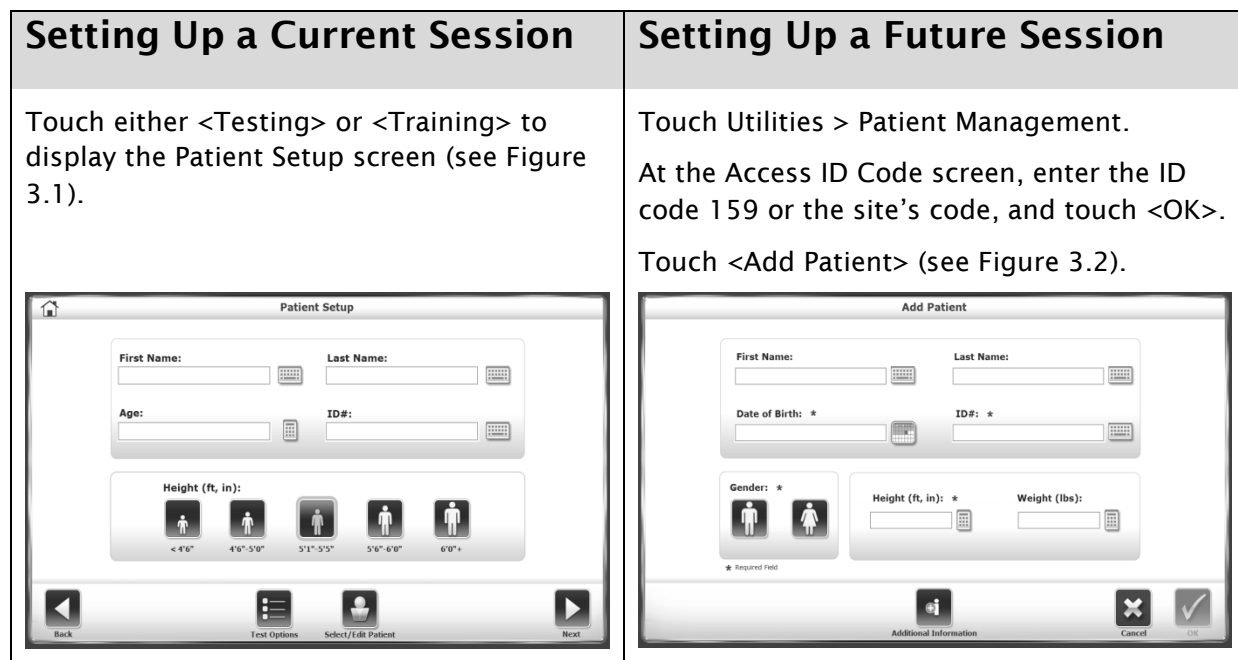 Setting Up a Current Session
Touch either <Testing> or <Training> to
display the Patient Setup screen (see Figure
3.1).
Patient Setup
First Name:
Last Name:
Age:
ID#:
Height (ft, in):
< 4'6"
4'6"-5'0"
5'1"-5'5"
5'6"-6'0"
6'0"+
Back
Test Options
Select/Edit Patient
Next
Setting Up a Future Session
Touch Utilities > Patient Management.
At the Access ID Code screen, enter the ID
code 159 or the site’s code, and touch <OK>.
Touch <Add Patient> (see Figure 3.2).
Add Patient
First Name:
Last Name:
Date of Birth: *
ID#: *
Gender: *
Height (ft, in): *
Weight (lbs):
* Required Field
Additional Information
Cancel
OK